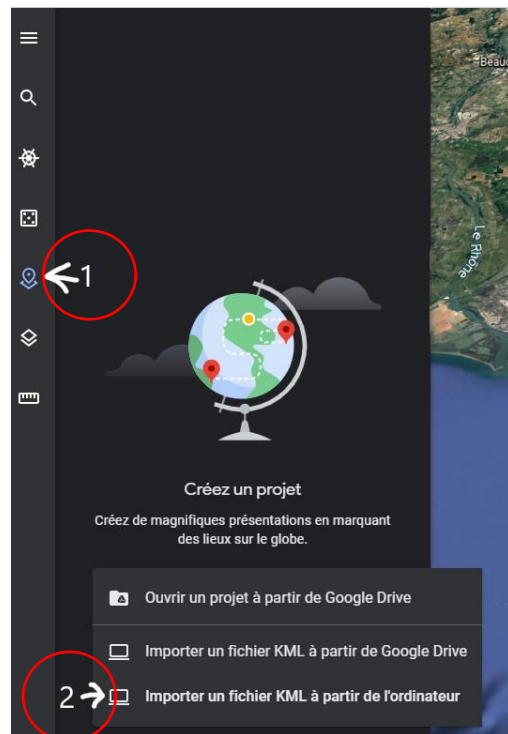 Beauc
Le Rhône
1
Créez un projet
Créez de magnifiques présentations en marquant
des lieux sur le globe.
Ouvrir un projet à partir de Google Drive
Importer un fichier KML à partir de Google Drive
2
Importer un fichier KML à partir de l'ordinateur